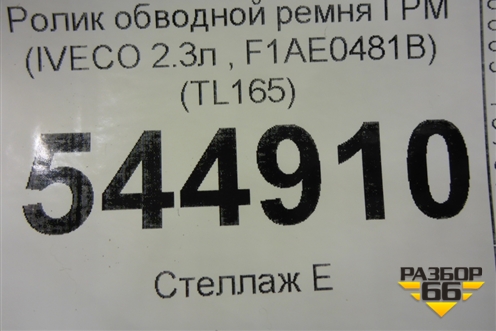 Ролик обводной ремня ГРМ
(IVECO 2.3л , F1AE0481B)
(TL165)
544910
Стеллаж Е
РАЗБОР
66